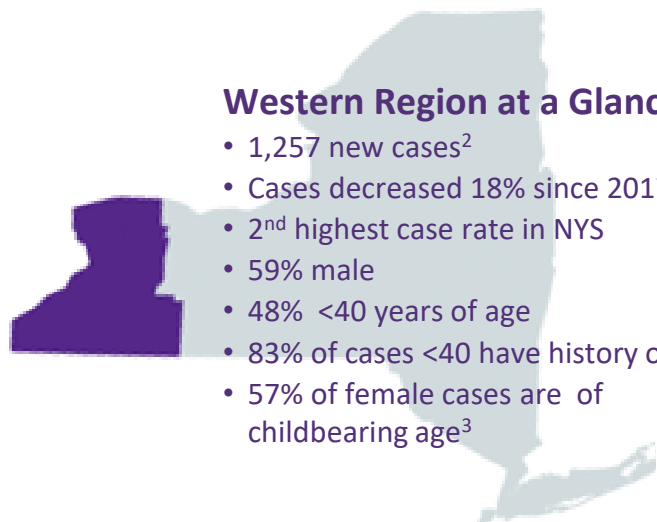 Western Region at a Glanc
• 1,257 new cases²
• Cases decreased 18% since 201
• 2ⁿᵈ highest case rate in NYS
• 59% male
• 48% <40 years of age
• 83% of cases <40 have history o
• 57% of female cases are of
childbearing age³